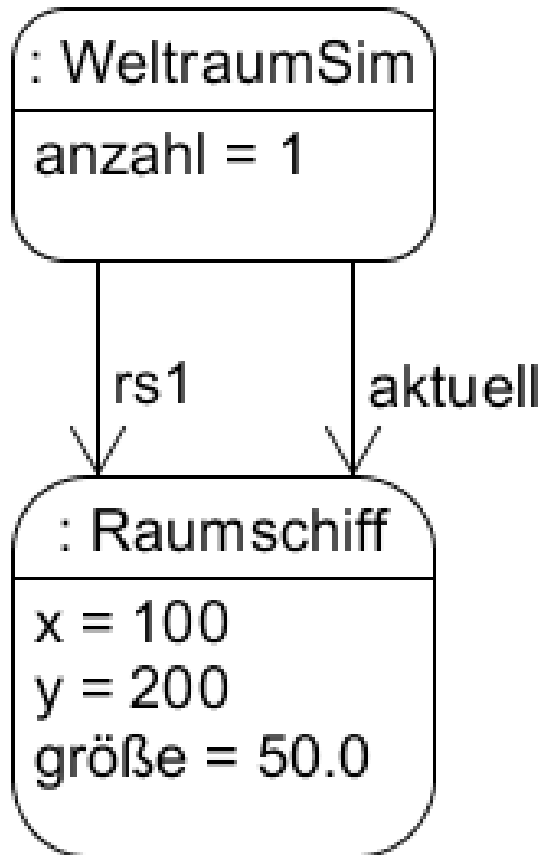 : WeltraumSim
anzahl = 1
rs1
aktuell
: Raumschiff
x = 100
y = 200
größe = 50.0